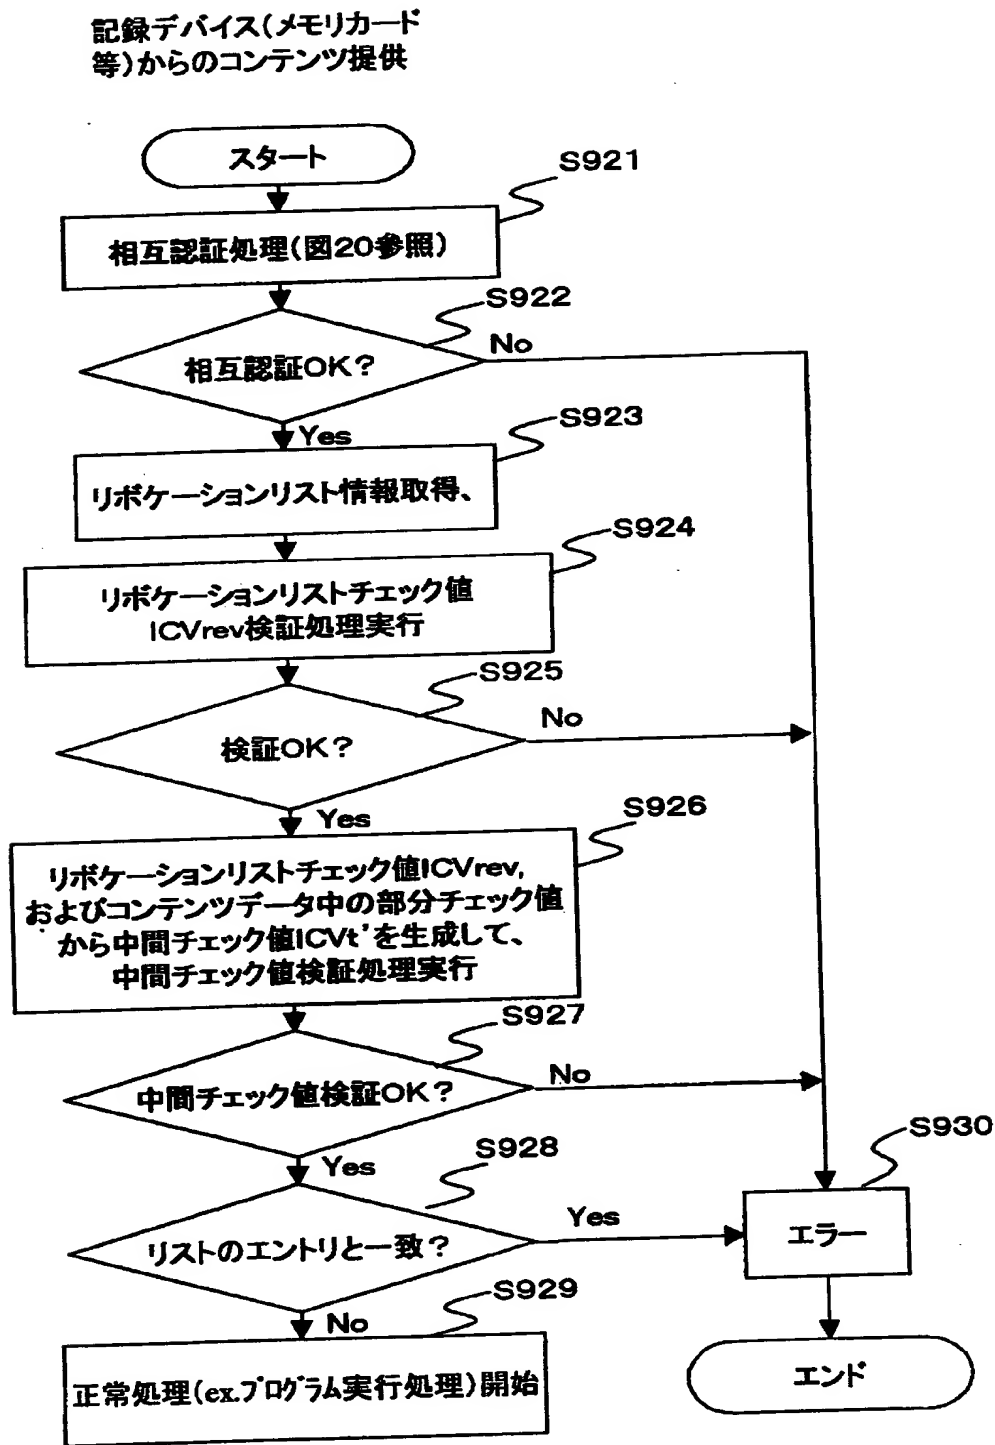 記録デバイス(メモリカード
等)からのコンテンツ提供
スタート
S921
相互認証処理(図20参照)
S922
相互認証OK?
No
Yes
S923
リボケーションリスト情報取得、
S924
リボケーションリストチェック値
ICVrev検証処理実行
S925
検証OK?
No
Yes
S926
リボケーションリストチェック値ICVrev,
およびコンテンツデータ中の部分チェック値
から中間チェック値ICVt'を生成して、
中間チェック値検証処理実行
S927
中間チェック値検証OK?
No
Yes
S928
リストのエントリと一致?
Yes
S930
エラー
No
S929
正常処理(ex.プログラム実行処理)開始
エンド